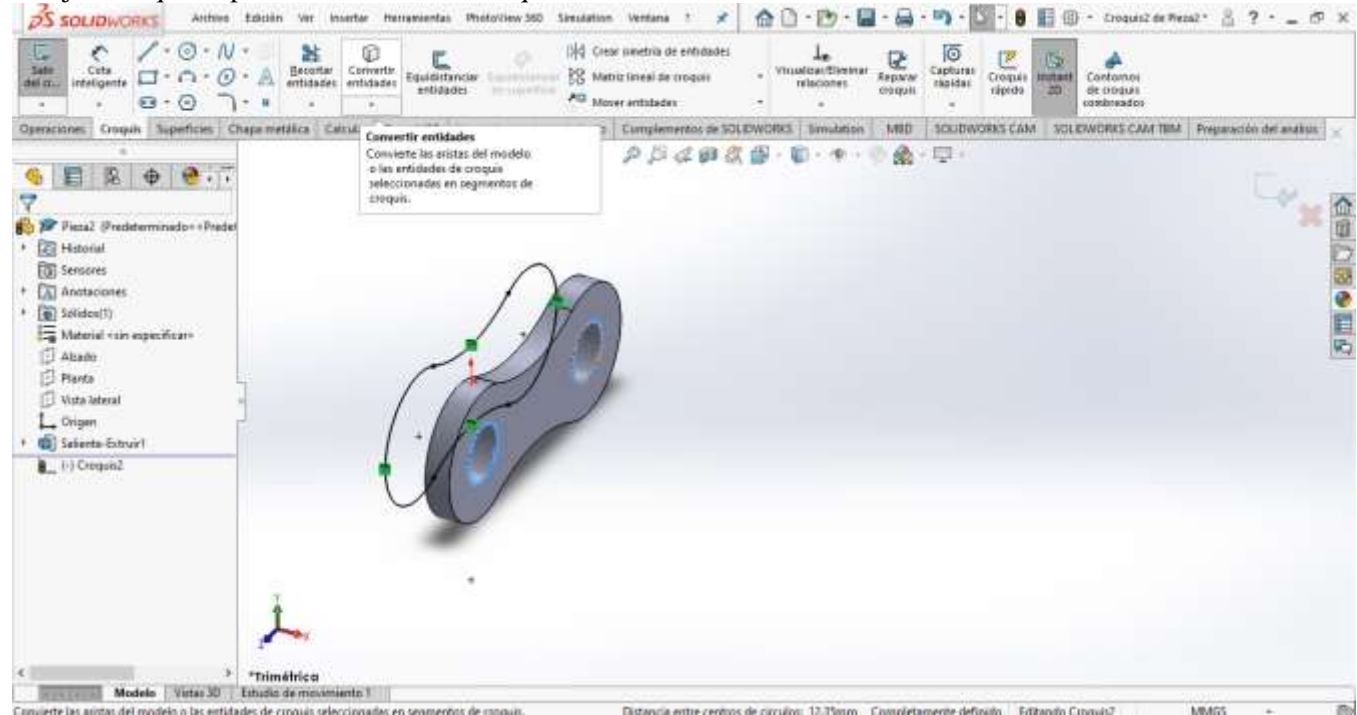 SOLIDWORKS Archivo Edición Ver Insertar Herramientas PhotoView 360 Simulation Ventana ? Croquis2 de Pieza2 *
Cota inteligente
Recortar entidades
Convertir entidades
Equidistanciar entidades
Crear simetría de entidades
Matriz lineal de croquis
Mover entidades
Visualizar/Eliminar relaciones
Reparar croquis
Capturas rápidas
Croquis rápido
Instant 2D
Contornos de croquis combinados
Operaciones Croquis Superficies Chapa metálica Complementos de SOLIDWORKS Simulation MBD SOLIDWORKS CAM SOLIDWORKS CAM TBM Preparación del análisis
Convertir entidades
Convierte las aristas del modelo
o las entidades de croquis
seleccionadas en segmentos de
croquis.
Pieza2 (Predeterminado<<Predet
Historial
Sensores
Anotaciones
Sólidos(1)
Material <sin especificar>
Alzado
Planta
Vista lateral
Origen
Saliente-Extruir1
(-) Croquis2
Y
X
Z
*Trimétrica
Modelo Vistas 3D Estudio de movimiento 1
Convierte las aristas del modelo o las entidades de croquis seleccionadas en segmentos de croquis. Distancia entre centros de círculos: Completamente definido Editando Croquis2 MMGS